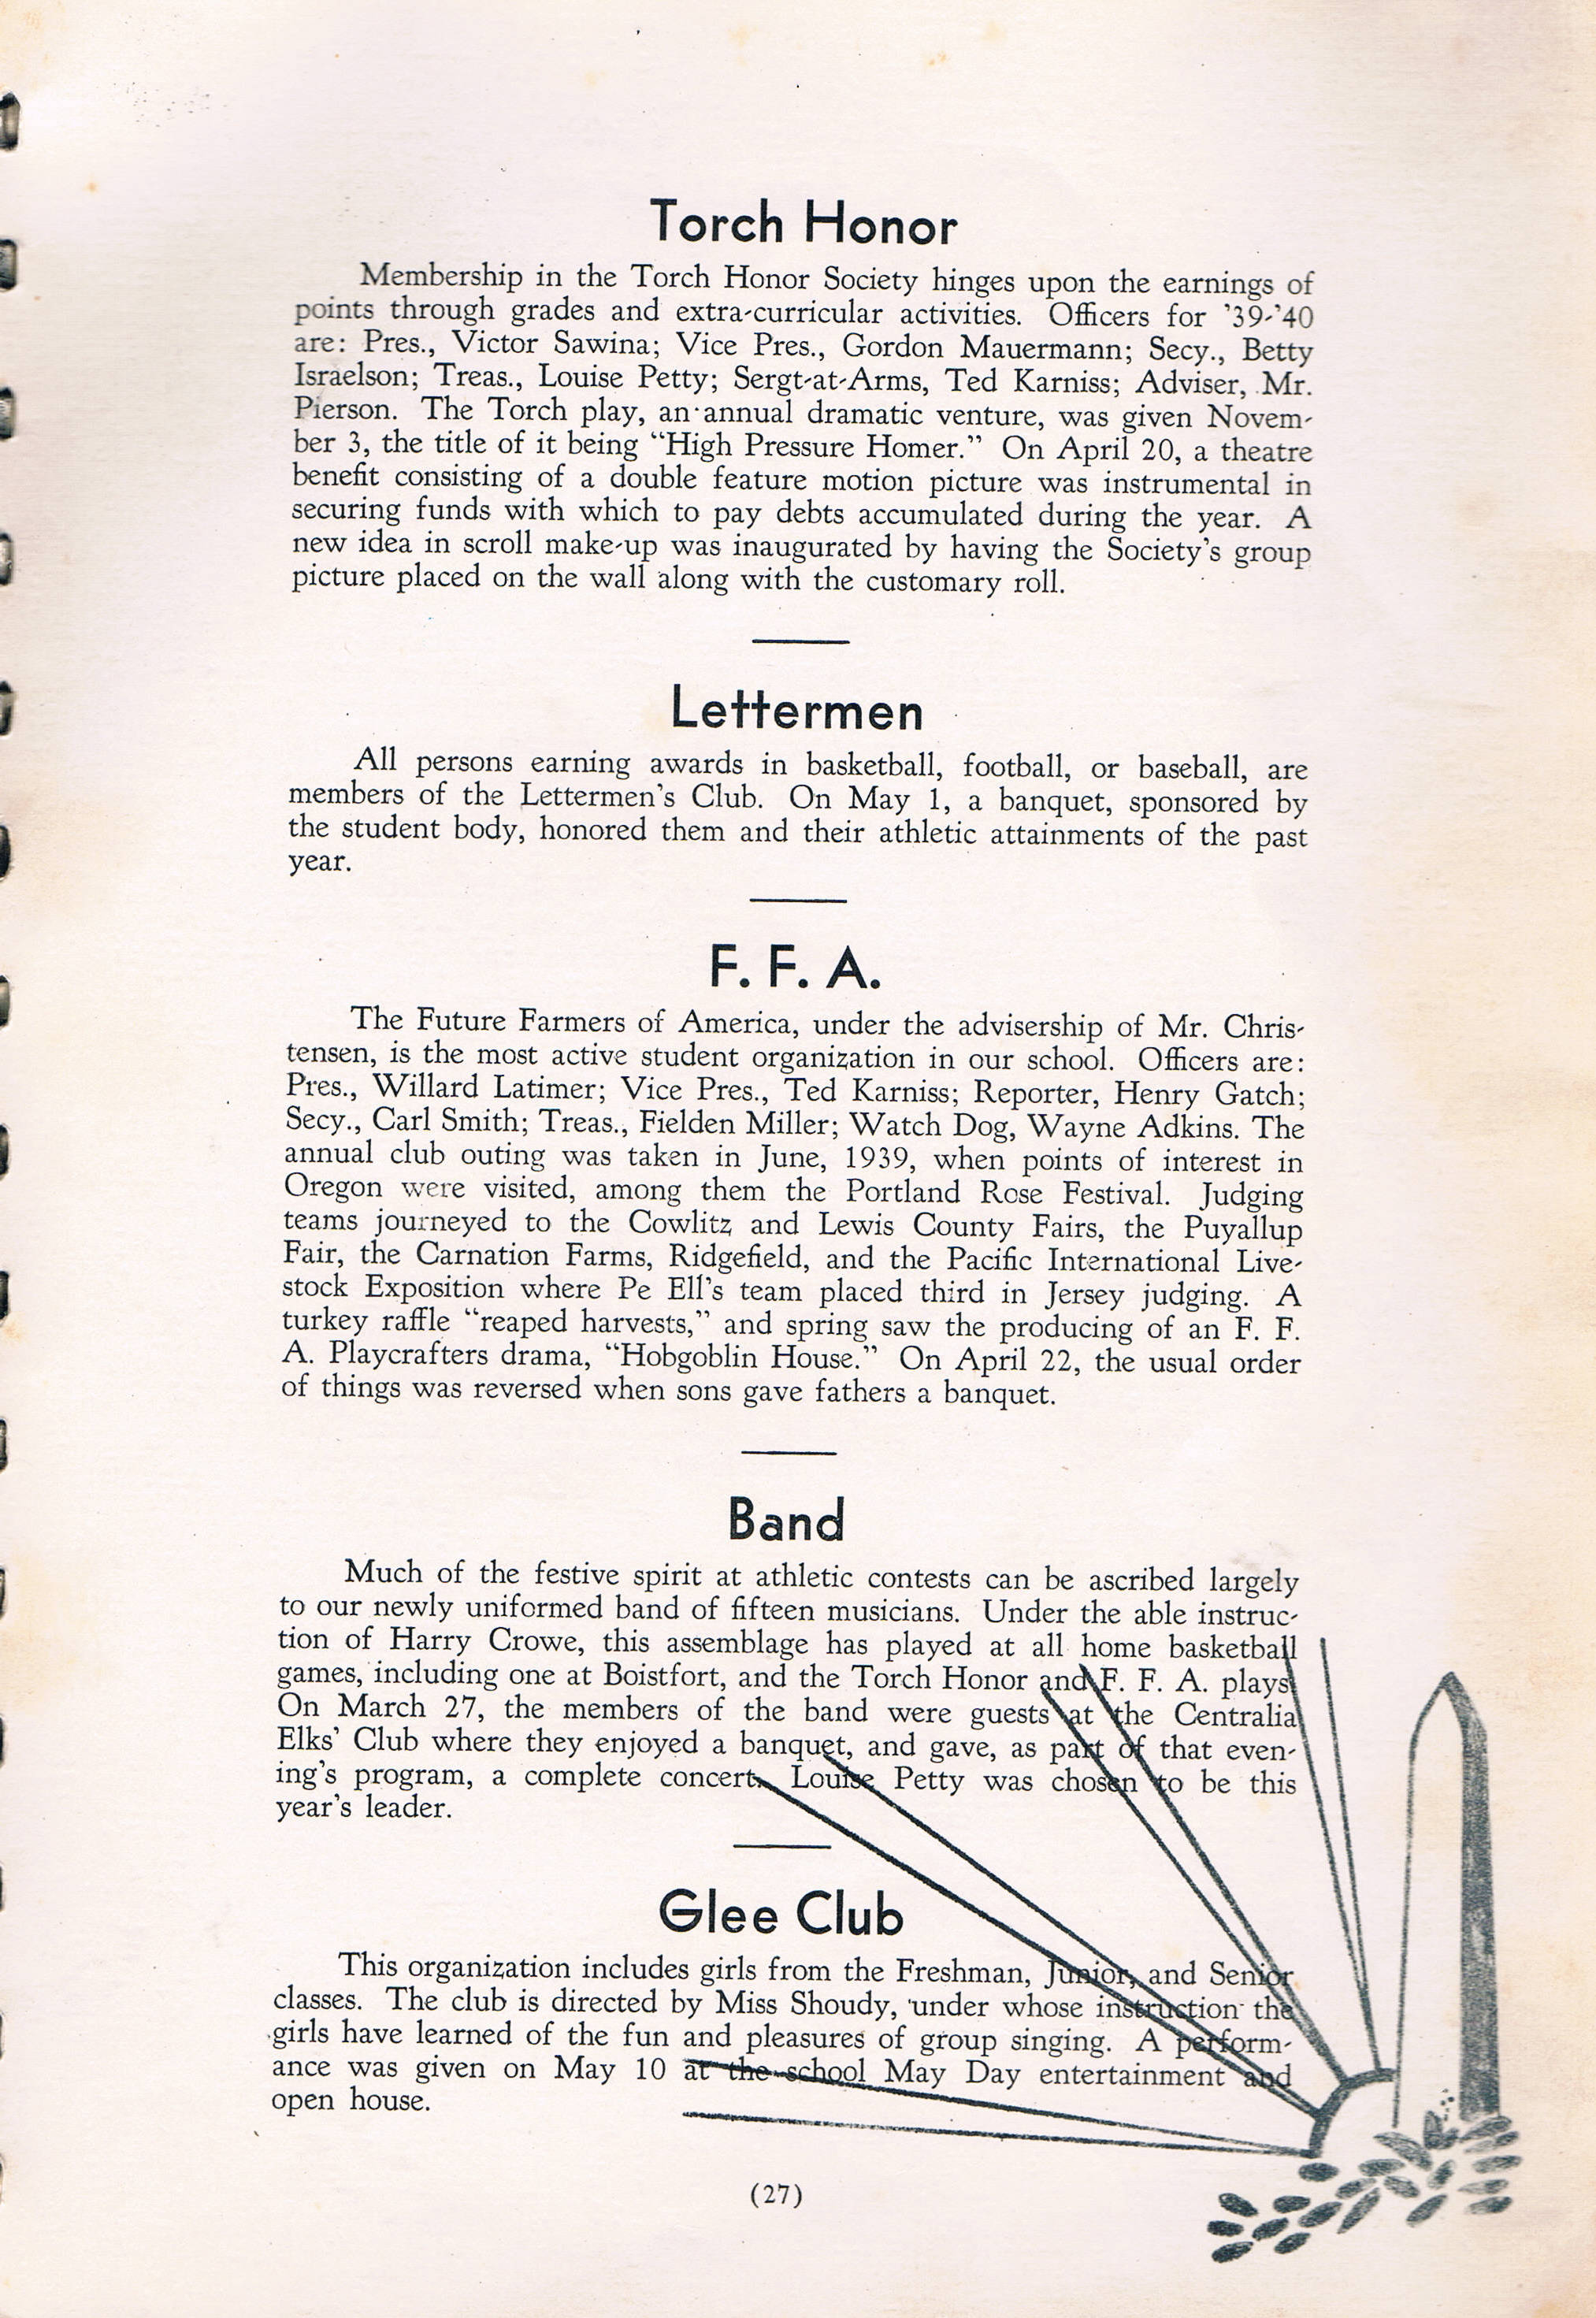 Torch Honor
Membership in the Torch Honor Society hinges upon the earnings of
points through grades and extra-curricular activities. Officers for '39-'40
are: Pres., Victor Sawina; Vice Pres., Gordon Mauermann; Secy., Betty
Israelson; Treas., Louise Petty; Sergt-at-Arms, Ted Karniss; Adviser, Mr.
Pierson. The Torch play, an annual dramatic venture, was given Novem-
ber 3, the title of it being "High Pressure Homer." On April 20, a theatre
benefit consisting of a double feature motion picture was instrumental in
securing funds with which to pay debts accumulated during the year. A
new idea in scroll make-up was inaugurated by having the Society's group
picture placed on the wall along with the customary roll.
Lettermen
All persons earning awards in basketball, football, or baseball, are
members of the Lettermen's Club. On May 1, a banquet, sponsored by
the student body, honored them and their athletic attainments of the past
year.
F. F. A.
The Future Farmers of America, under the advisership of Mr. Chris-
tensen, is the most active student organization in our school. Officers are:
Pres., Willard Latimer; Vice Pres., Ted Karniss; Reporter, Henry Gatch;
Secy., Carl Smith; Treas., Fielden Miller; Watch Dog, Wayne Adkins. The
annual club outing was taken in June, 1939, when points of interest in
Oregon were visited, among them the Portland Rose Festival. Judging
teams journeyed to the Cowlitz and Lewis County Fairs, the Puyallup
Fair, the Carnation Farms, Ridgefield, and the Pacific International Live-
stock Exposition where Pe Ell's team placed third in Jersey judging. A
turkey raffle "reaped harvests," and spring saw the producing of an F. F.
A. Playcrafters drama, "Hobgoblin House." On April 22, the usual order
of things was reversed when sons gave fathers a banquet.
Band
Much of the festive spirit at athletic contests can be ascribed largely
to our newly uniformed band of fifteen musicians. Under the able instruc-
tion of Harry Crowe, this assemblage has played at all home basketball
games, including one at Boistfort, and the Torch Honor and F. F. A. plays
On March 27, the members of the band were guests at the Centralia
Elks' Club where they enjoyed a banquet, and gave, as part of that even-
ing's program, a complete concert. Louise Petty was chosen to be this
year's leader.
Glee Club
This organization includes girls from the Freshman, Junior, and Senior
classes. The club is directed by Miss Shoudy, under whose instruction the
girls have learned of the fun and pleasures of group singing. A perform-
ance was given on May 10 at the school May Day entertainment and
open house.
(27)